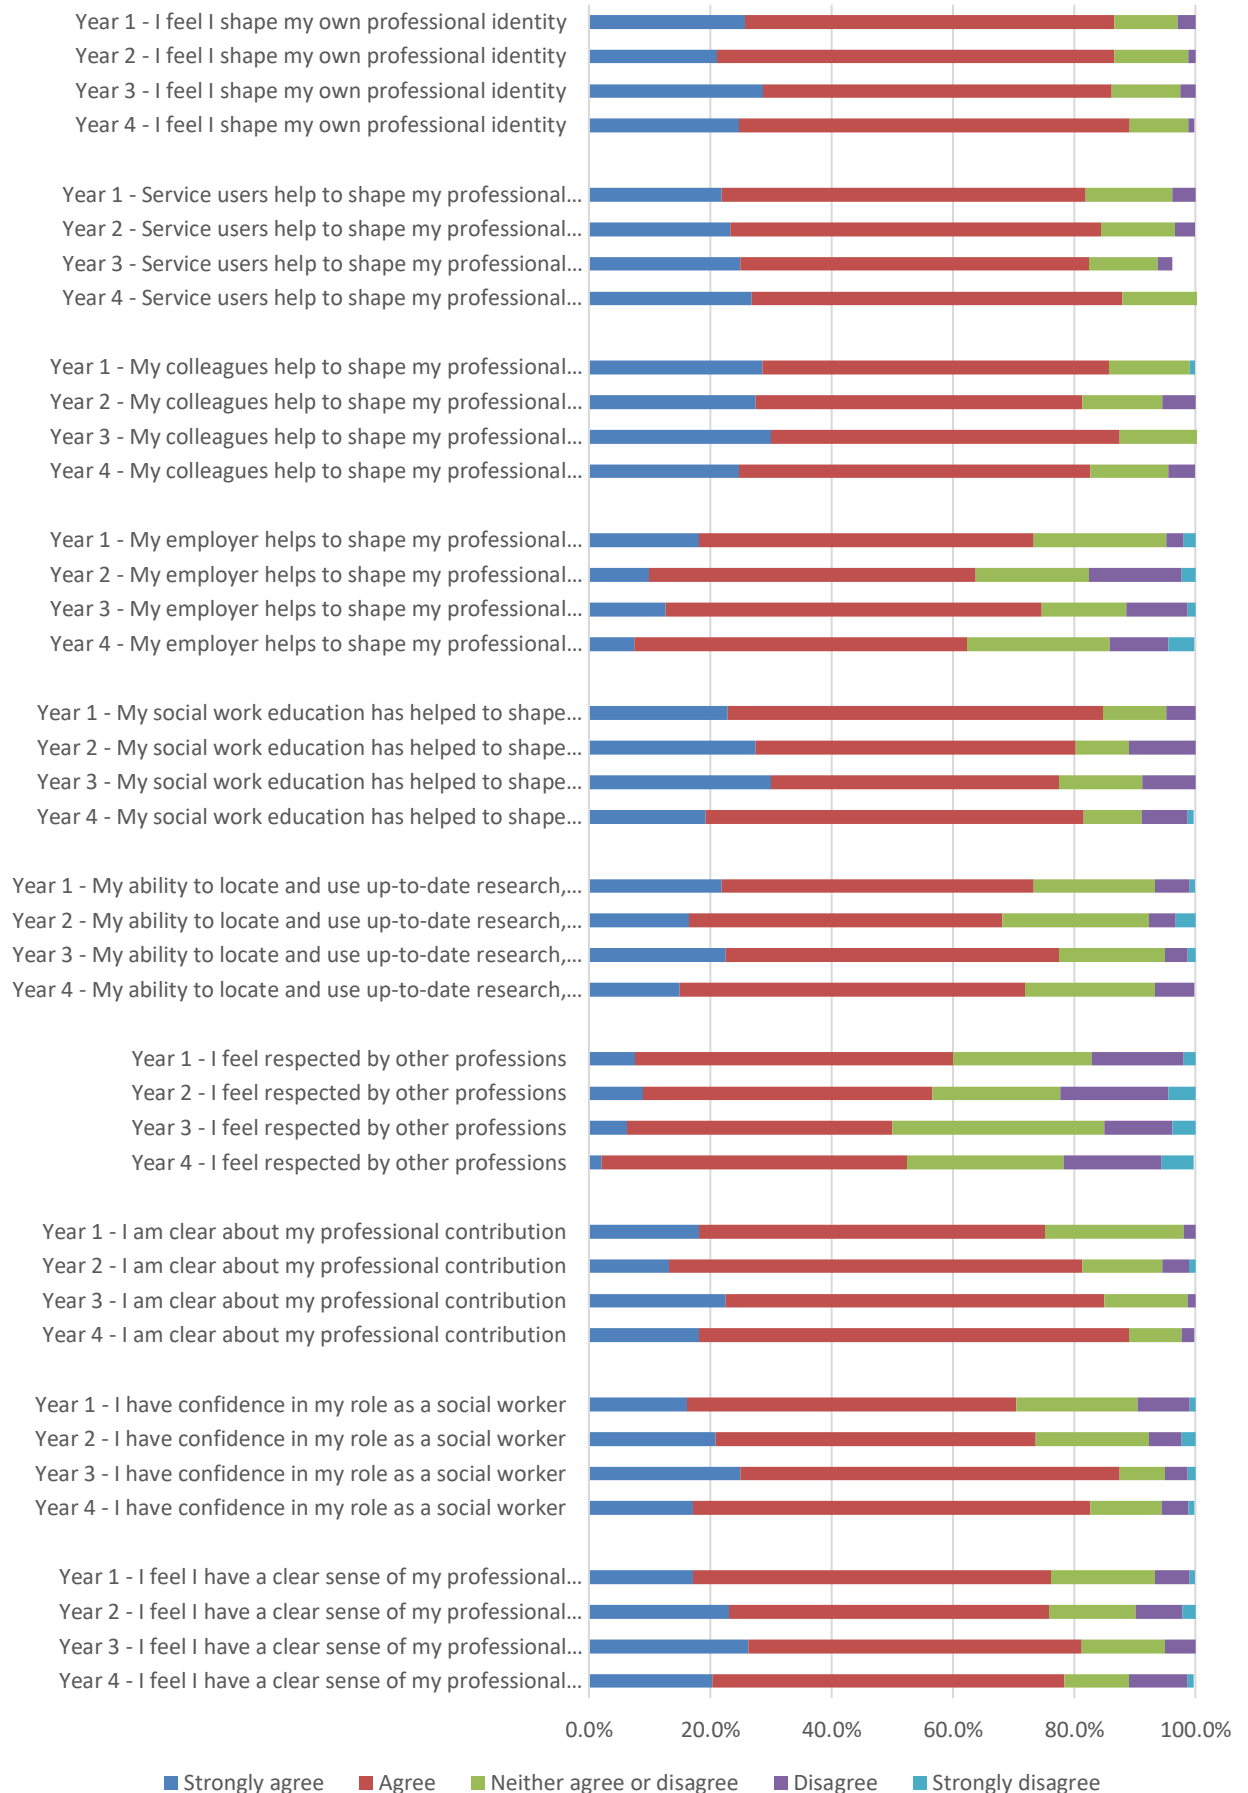 Year 1 - I feel I shape my own professional identity
Year 2 - I feel I shape my own professional identity
Year 3 - I feel I shape my own professional identity
Year 4 - I feel I shape my own professional identity
Year 1 - Service users help to shape my professional...
Year 2 - Service users help to shape my professional...
Year 3 - Service users help to shape my professional...
Year 4 - Service users help to shape my professional...
Year 1 - My colleagues help to shape my professional...
Year 2 - My colleagues help to shape my professional...
Year 3 - My colleagues help to shape my professional...
Year 4 - My colleagues help to shape my professional...
Year 1 - My employer helps to shape my professional...
Year 2 - My employer helps to shape my professional...
Year 3 - My employer helps to shape my professional...
Year 4 - My employer helps to shape my professional...
Year 1 - My social work education has helped to shape...
Year 2 - My social work education has helped to shape...
Year 3 - My social work education has helped to shape...
Year 4 - My social work education has helped to shape...
Year 1 - My ability to locate and use up-to-date research,...
Year 2 - My ability to locate and use up-to-date research,...
Year 3 - My ability to locate and use up-to-date research,...
Year 4 - My ability to locate and use up-to-date research,...
Year 1 - I feel respected by other professions
Year 2 - I feel respected by other professions
Year 3 - I feel respected by other professions
Year 4 - I feel respected by other professions
Year 1 - I am clear about my professional contribution
Year 2 - I am clear about my professional contribution
Year 3 - I am clear about my professional contribution
Year 4 - I am clear about my professional contribution
Year 1 - I have confidence in my role as a social worker
Year 2 - I have confidence in my role as a social worker
Year 3 - I have confidence in my role as a social worker
Year 4 - I have confidence in my role as a social worker
Year 1 - I feel I have a clear sense of my professional...
Year 2 - I feel I have a clear sense of my professional...
Year 3 - I feel I have a clear sense of my professional...
Year 4 - I feel I have a clear sense of my professional...
0.0% 20.0% 40.0% 60.0% 80.0% 100.0%
Strongly agree Agree Neither agree or disagree Disagree Strongly disagree